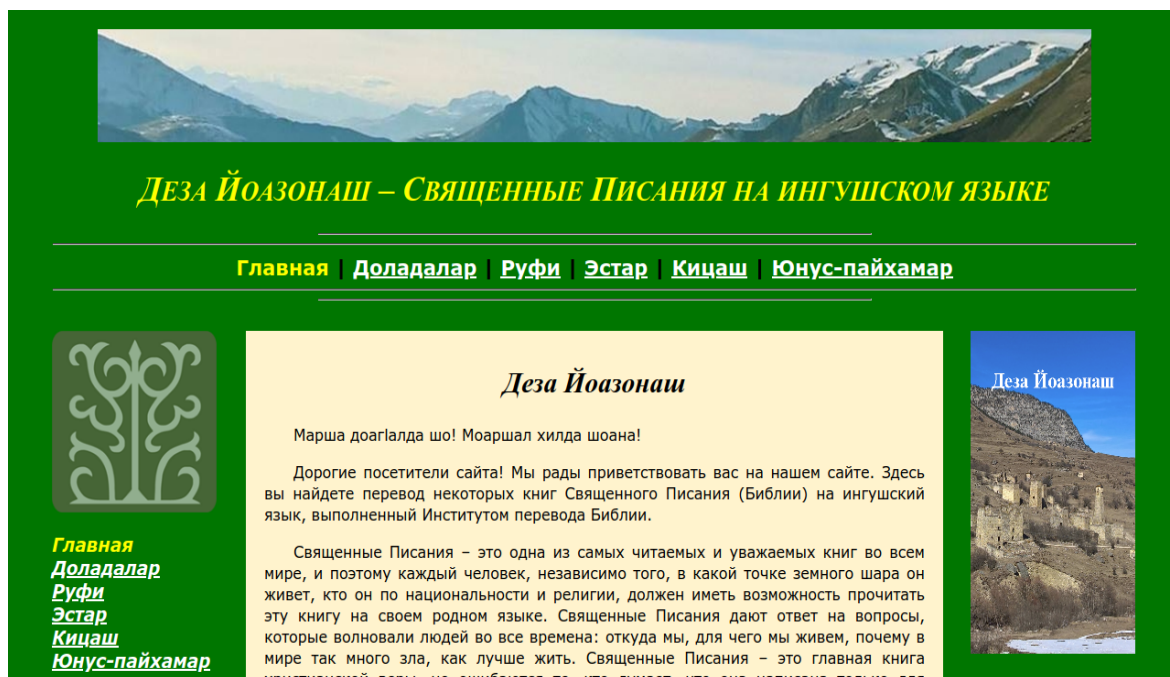 Деза Йоазонаш – Священные Писания на ингушском языке
Главная | Доладалар | Руфи | Эстар | Кицаш | Юнус-пайхамар
Деза Йоазонаш
Марша доагӏалда шо! Моаршал хилда шоана!
Дорогие посетители сайта! Мы рады приветствовать вас на нашем сайте. Здесь
вы найдете перевод некоторых книг Священного Писания (Библии) на ингушский
язык, выполненный Институтом перевода Библии.
Священные Писания – это одна из самых читаемых и уважаемых книг во всем
мире, и поэтому каждый человек, независимо того, в какой точке земного шара он
живет, кто он по национальности и религии, должен иметь возможность прочитать
эту книгу на своем родном языке. Священные Писания дают ответ на вопросы,
которые волновали людей во все времена: откуда мы, для чего мы живем, почему в
мире так много зла, как лучше жить. Священные Писания – это главная книга
Главная
Доладалар
Руфи
Эстар
Кицаш
Юнус-пайхамар
Деза Йоазонаш